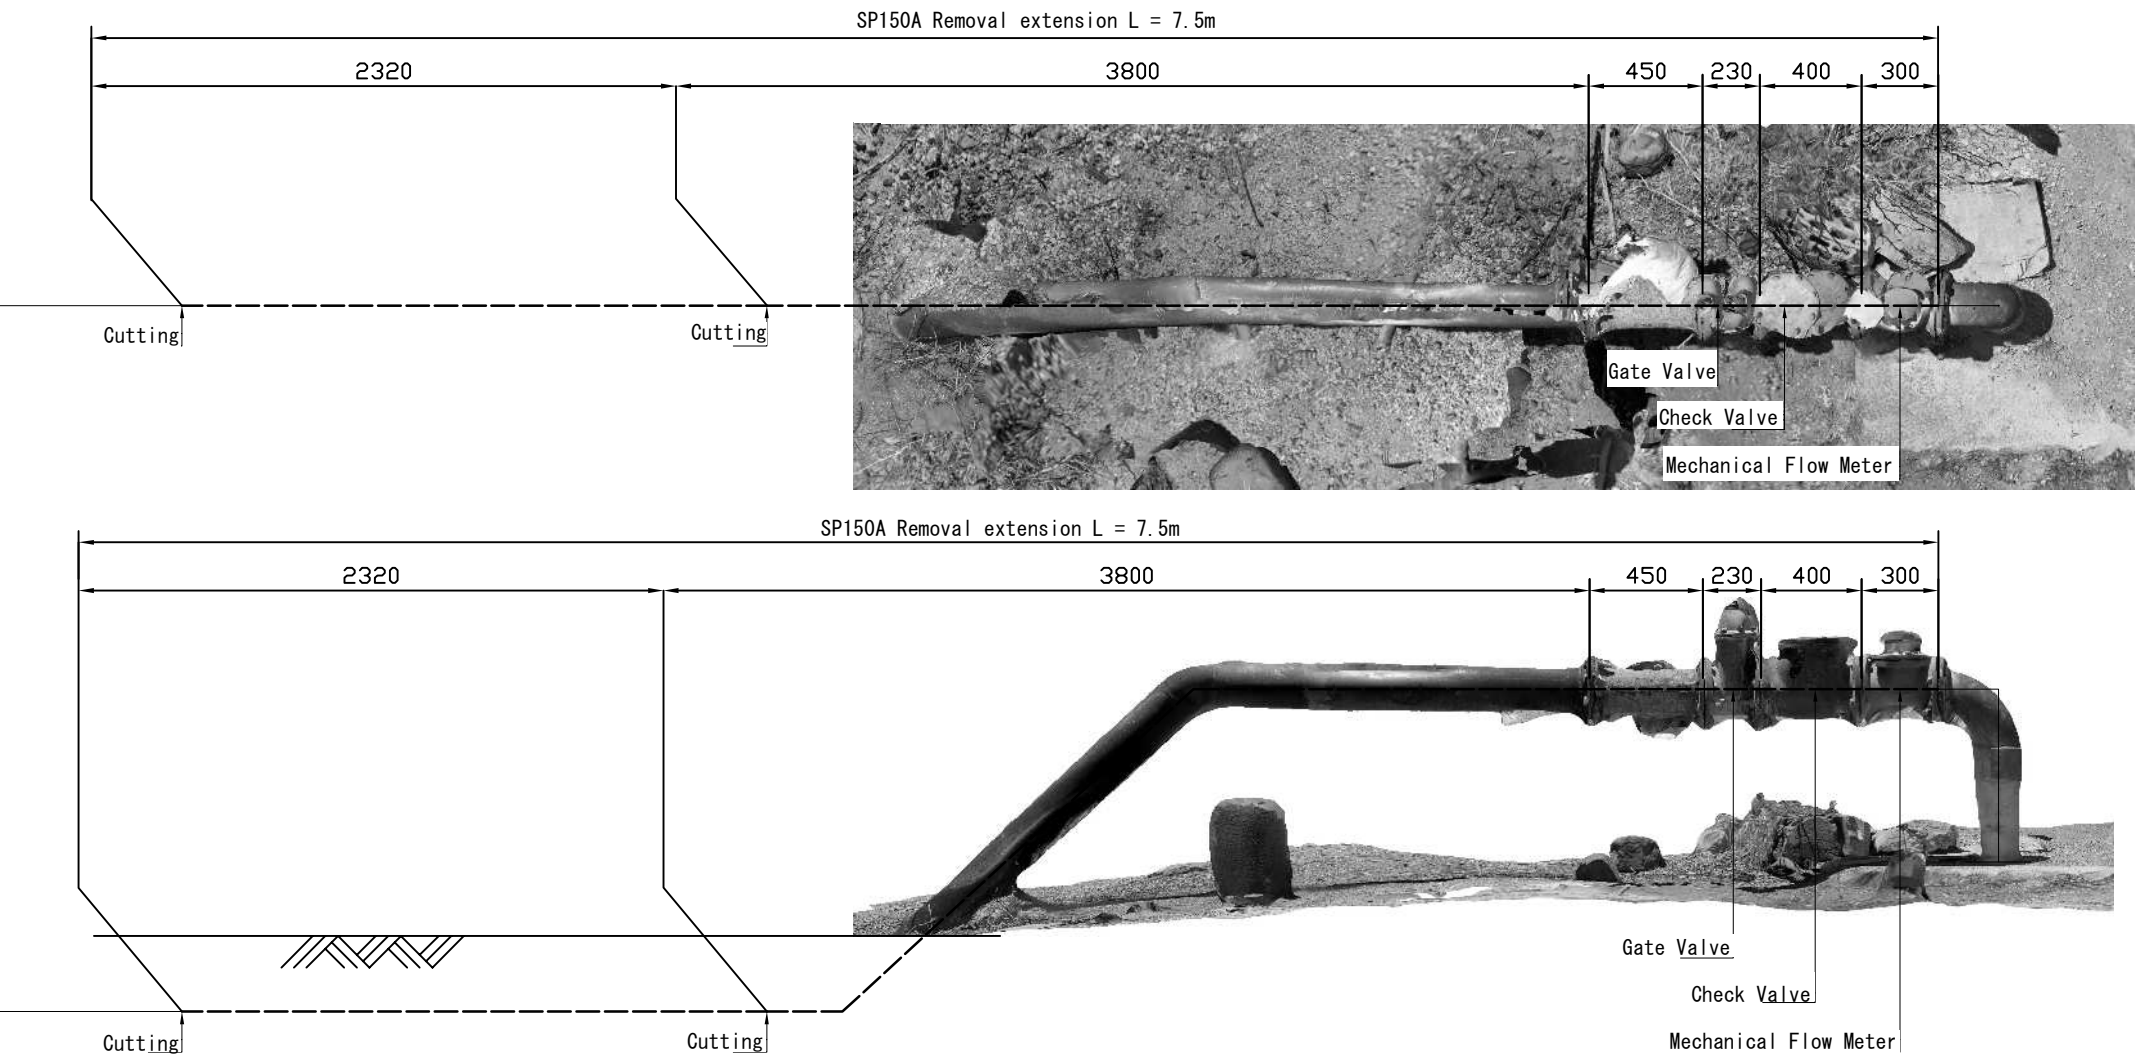 SP150A Removal extension L = 7.5m
2320 3800 450 230 400 300
Cutting
Cutting
Gate Valve
Check Valve
Mechanical Flow Meter
SP150A Removal extension L = 7.5m
2320 3800 450 230 400 300
Gate Valve
Check Valve
Cutting
Cutting
Mechanical Flow Meter